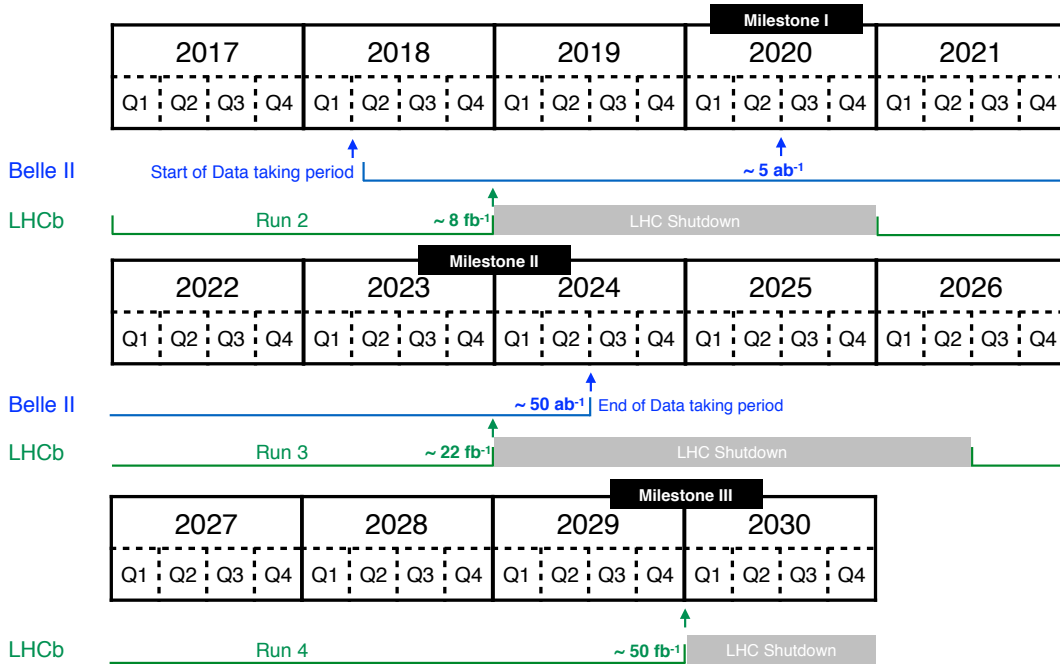 Milestone I
2017 2018 2019 2020 2021
Q1 Q2 Q3 Q4 Q1 Q2 Q3 Q4 Q1 Q2 Q3 Q4 Q1 Q2 Q3 Q4 Q1 Q2 Q3 Q4
Belle II Start of Data taking period ~ 5 ab⁻¹
LHCb Run 2 ~ 8 fb⁻¹ LHC Shutdown
Milestone II
2022 2023 2024 2025 2026
Q1 Q2 Q3 Q4 Q1 Q2 Q3 Q4 Q1 Q2 Q3 Q4 Q1 Q2 Q3 Q4 Q1 Q2 Q3 Q4
Belle II ~ 50 ab⁻¹ End of Data taking period
LHCb Run 3 ~ 22 fb⁻¹ LHC Shutdown
Milestone III
2027 2028 2029 2030
Q1 Q2 Q3 Q4 Q1 Q2 Q3 Q4 Q1 Q2 Q3 Q4 Q1 Q2 Q3 Q4
LHCb Run 4 ~ 50 fb⁻¹ LHC Shutdown